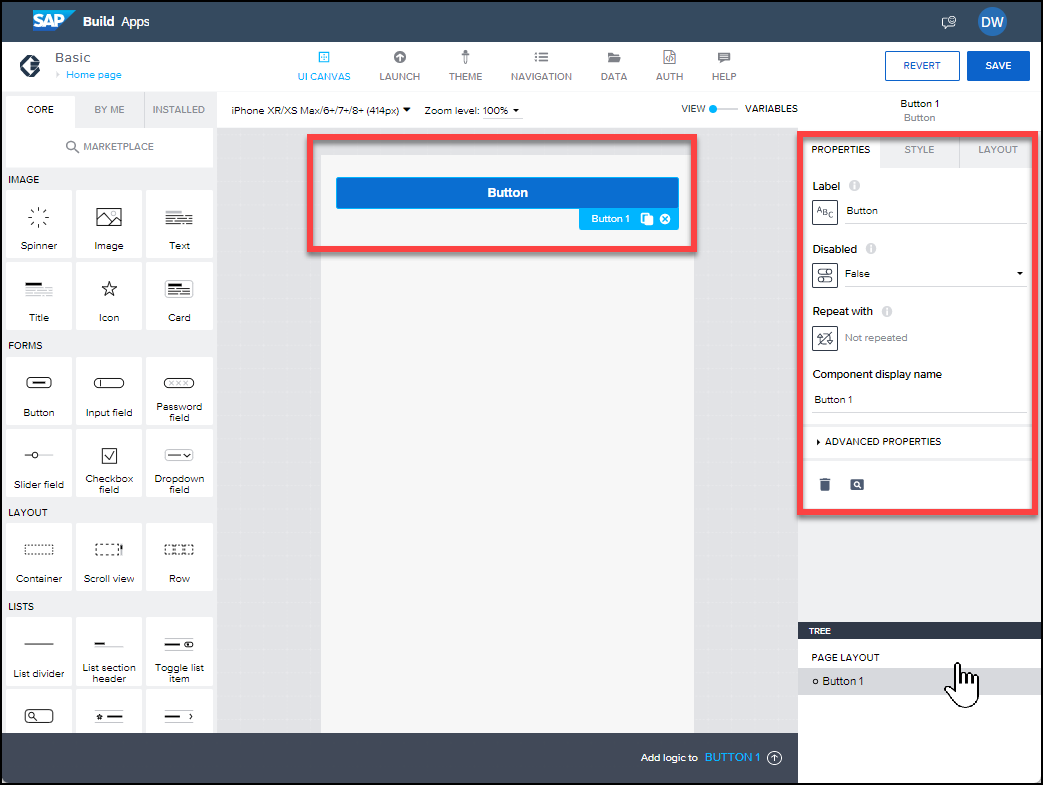 SAP Build Apps DW
Basic
Home page
UI CANVAS LAUNCH THEME NAVIGATION DATA AUTH HELP
REVERT SAVE
CORE BY ME INSTALLED
MARKETPLACE
IMAGE
Spinner Image Text
Title Icon Card
FORMS
Button Input field Password field
Slider field Checkbox field Dropdown field
LAYOUT
Container Scroll view Row
LISTS
List divider List section header Toggle list item
iPhone XR/XS Max/6+/7+/8+ (414px) Zoom level: 100% VIEW VARIABLES
Button
Button 1
Add logic to BUTTON 1
Button 1
Button
PROPERTIES STYLE LAYOUT
Label
ABC Button
Disabled
False
Repeat with
Not repeated
Component display name
Button 1
ADVANCED PROPERTIES
TREE
PAGE LAYOUT
Button 1